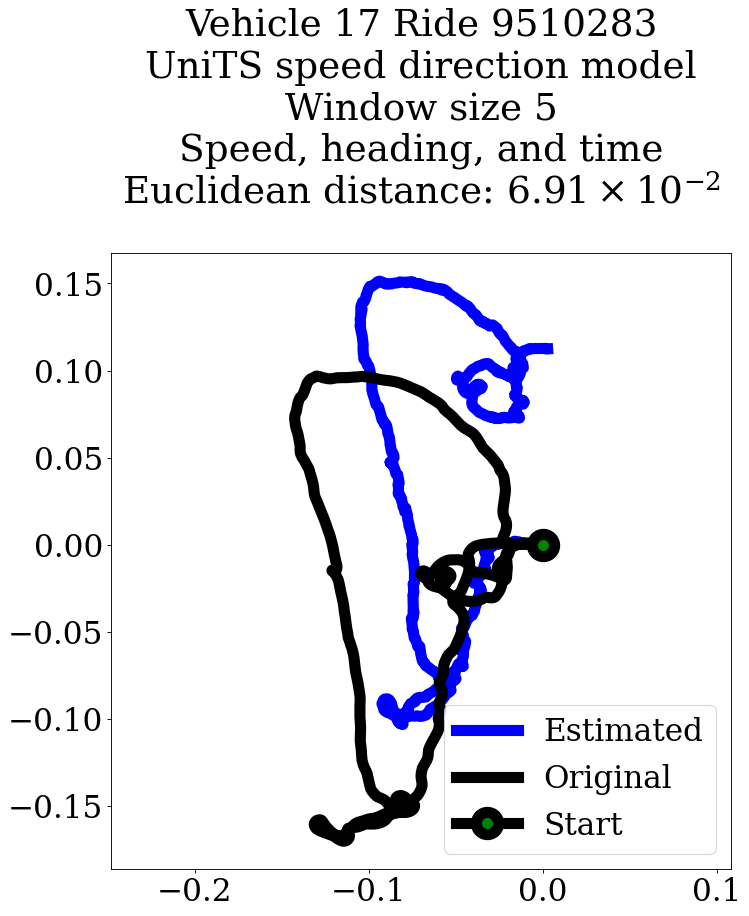 Vehicle 17 Ride 9510283
UniTS speed direction model
Window size 5
Speed, heading, and time
Euclidean distance: 6.91 × 10⁻²
0.15
0.10
0.05
0.00
−0.05
−0.10
−0.15
−0.2
−0.1
0.0
0.1
Estimated
Original
Start